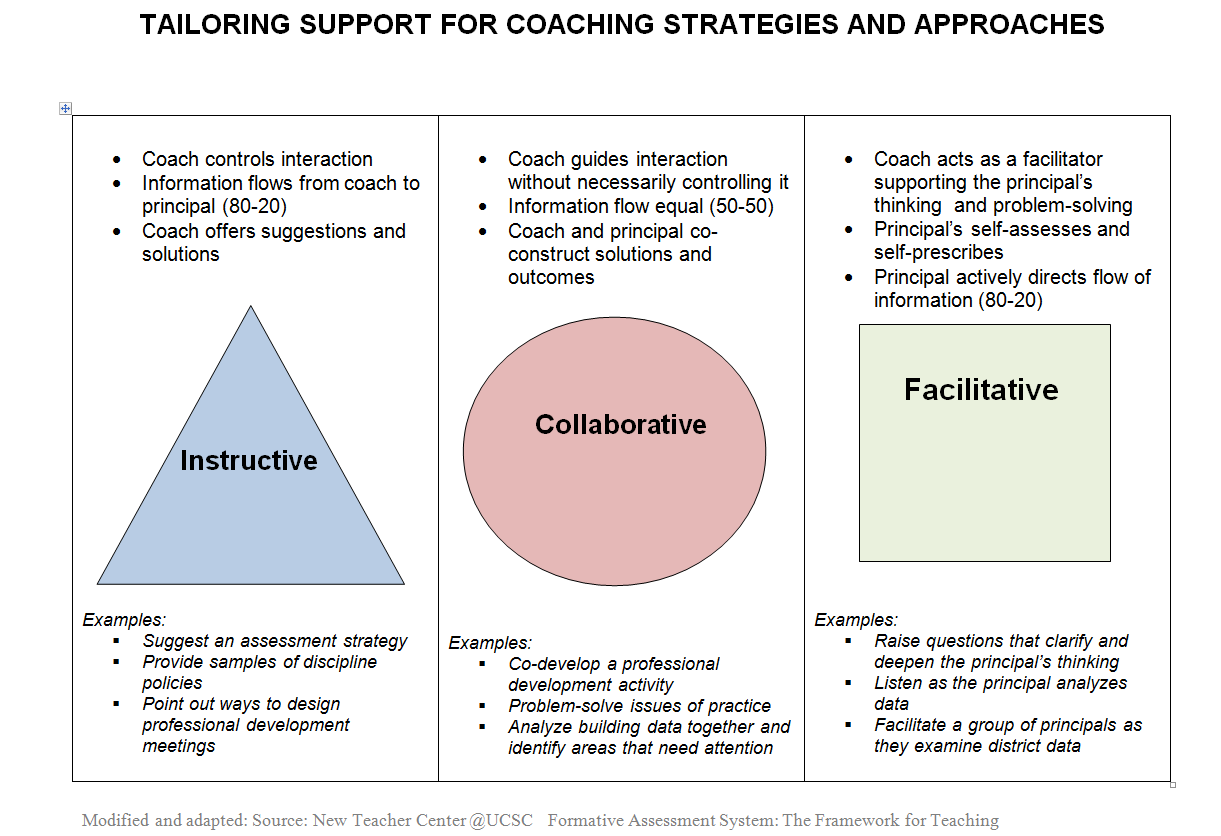 TAILORING SUPPORT FOR COACHING STRATEGIES AND APPROACHES
• Coach controls interaction
• Information flows from coach to
principal (80-20)
• Coach offers suggestions and
solutions
Instructive
Examples:
▪ Suggest an assessment strategy
▪ Provide samples of discipline
policies
▪ Point out ways to design
professional development
meetings
• Coach guides interaction
without necessarily controlling it
• Information flow equal (50-50)
• Coach and principal co-
construct solutions and
outcomes
Collaborative
Examples:
▪ Co-develop a professional
development activity
▪ Problem-solve issues of practice
▪ Analyze building data together and
identify areas that need attention
• Coach acts as a facilitator
supporting the principal's
thinking and problem-solving
• Principal's self-assesses and
self-prescribes
• Principal actively directs flow of
information (80-20)
Facilitative
Examples:
▪ Raise questions that clarify and
deepen the principal's thinking
▪ Listen as the principal analyzes
data
▪ Facilitate a group of principals as
they examine district data
Modified and adapted: Source: New Teacher Center @UCSC Formative Assessment System: The Framework for Teaching